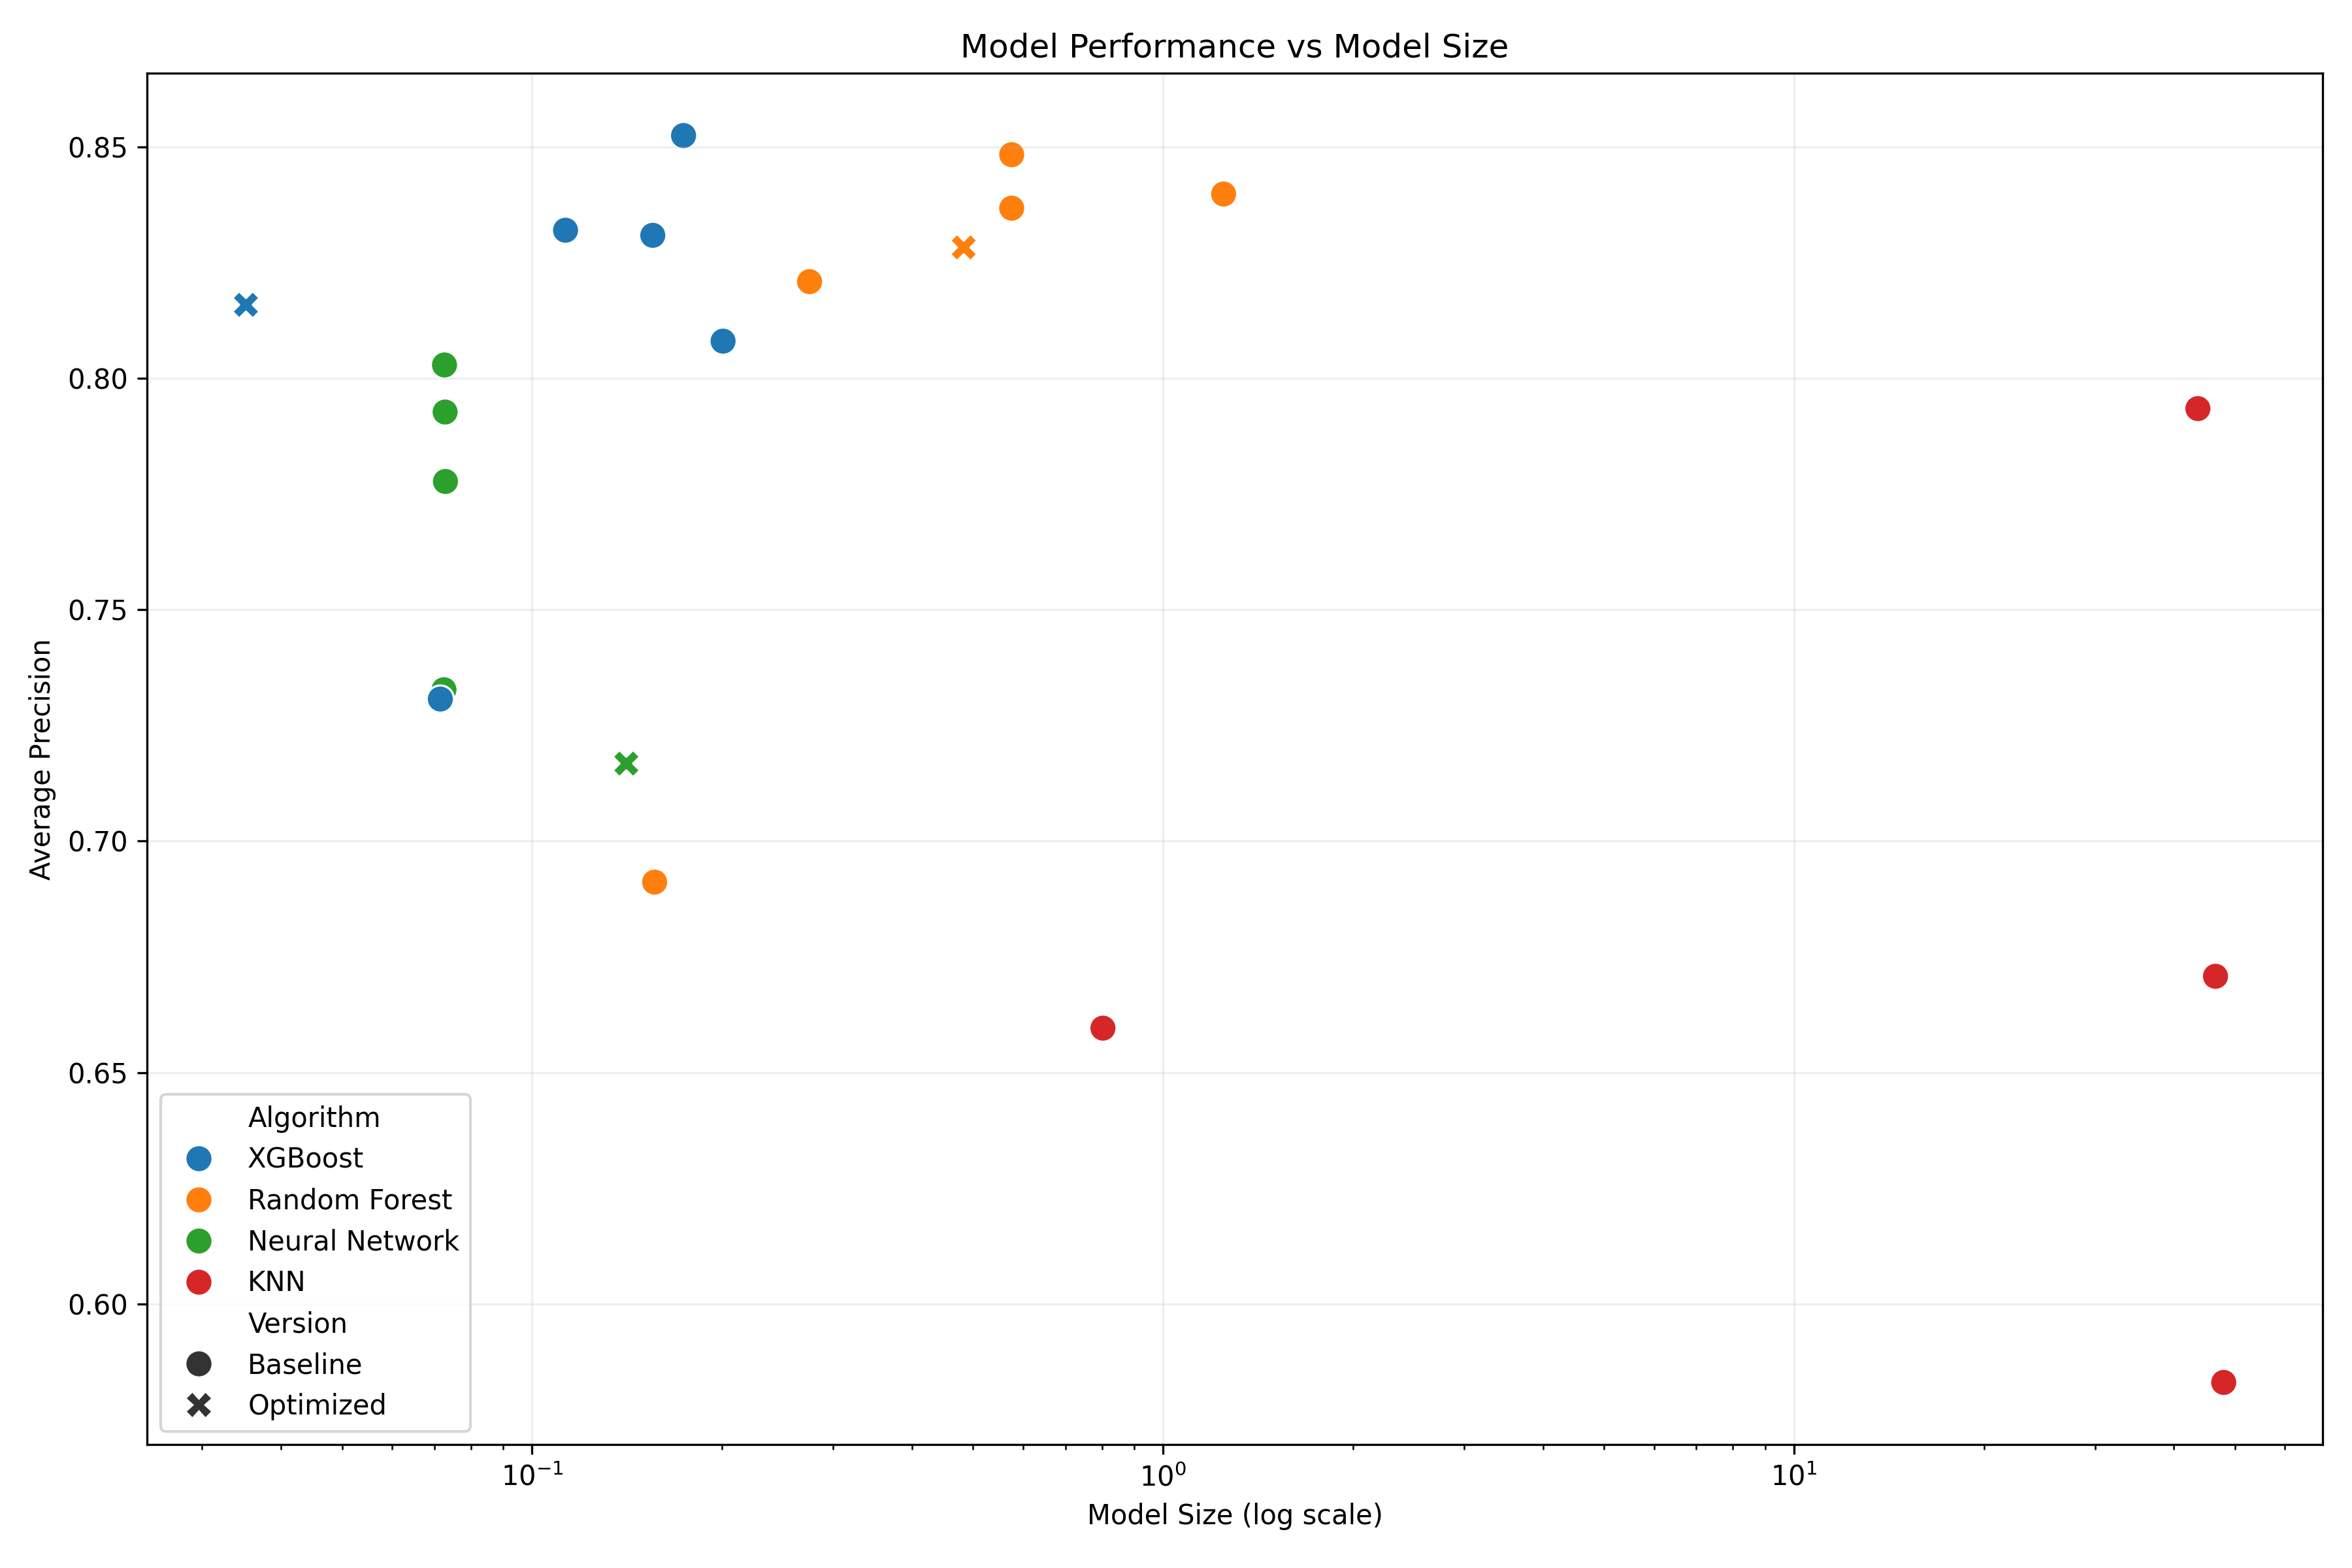 Model Performance vs Model Size
Average Precision
0.85
0.80
0.75
0.70
0.65
0.60
Algorithm
XGBoost
Random Forest
Neural Network
KNN
Version
Baseline
Optimized
10⁻¹
10⁰
10¹
Model Size (log scale)